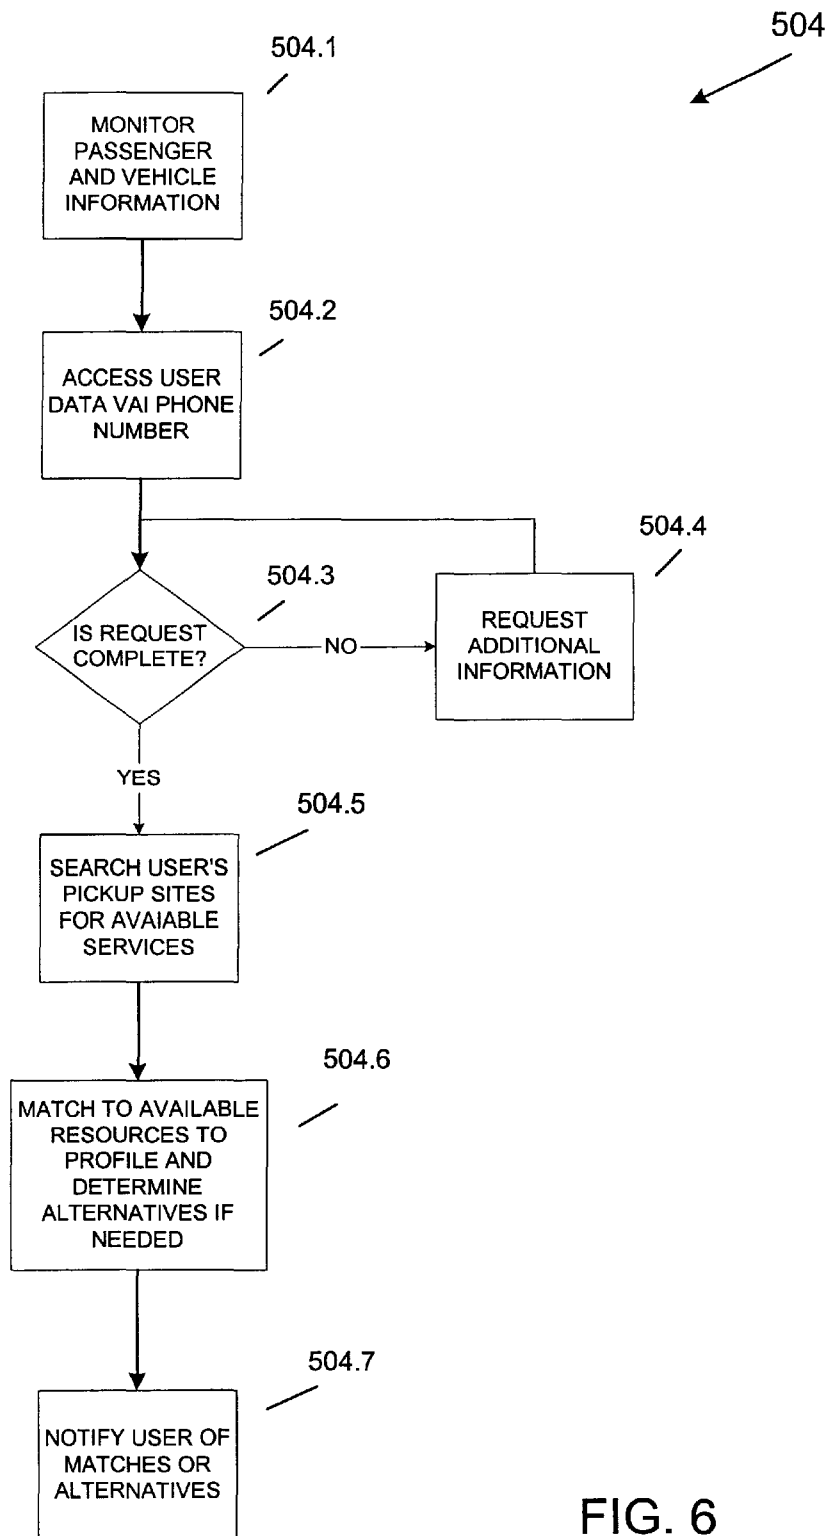 504
504.1
MONITOR
PASSENGER
AND VEHICLE
INFORMATION
504.2
ACCESS USER
DATA VAI PHONE
NUMBER
504.3
IS REQUEST
COMPLETE?
NO
504.4
REQUEST
ADDITIONAL
INFORMATION
YES
504.5
SEARCH USER'S
PICKUP SITES
FOR AVAIABLE
SERVICES
504.6
MATCH TO AVAILABLE
RESOURCES TO
PROFILE AND
DETERMINE
ALTERNATIVES IF
NEEDED
504.7
NOTIFY USER OF
MATCHES OR
ALTERNATIVES
FIG. 6